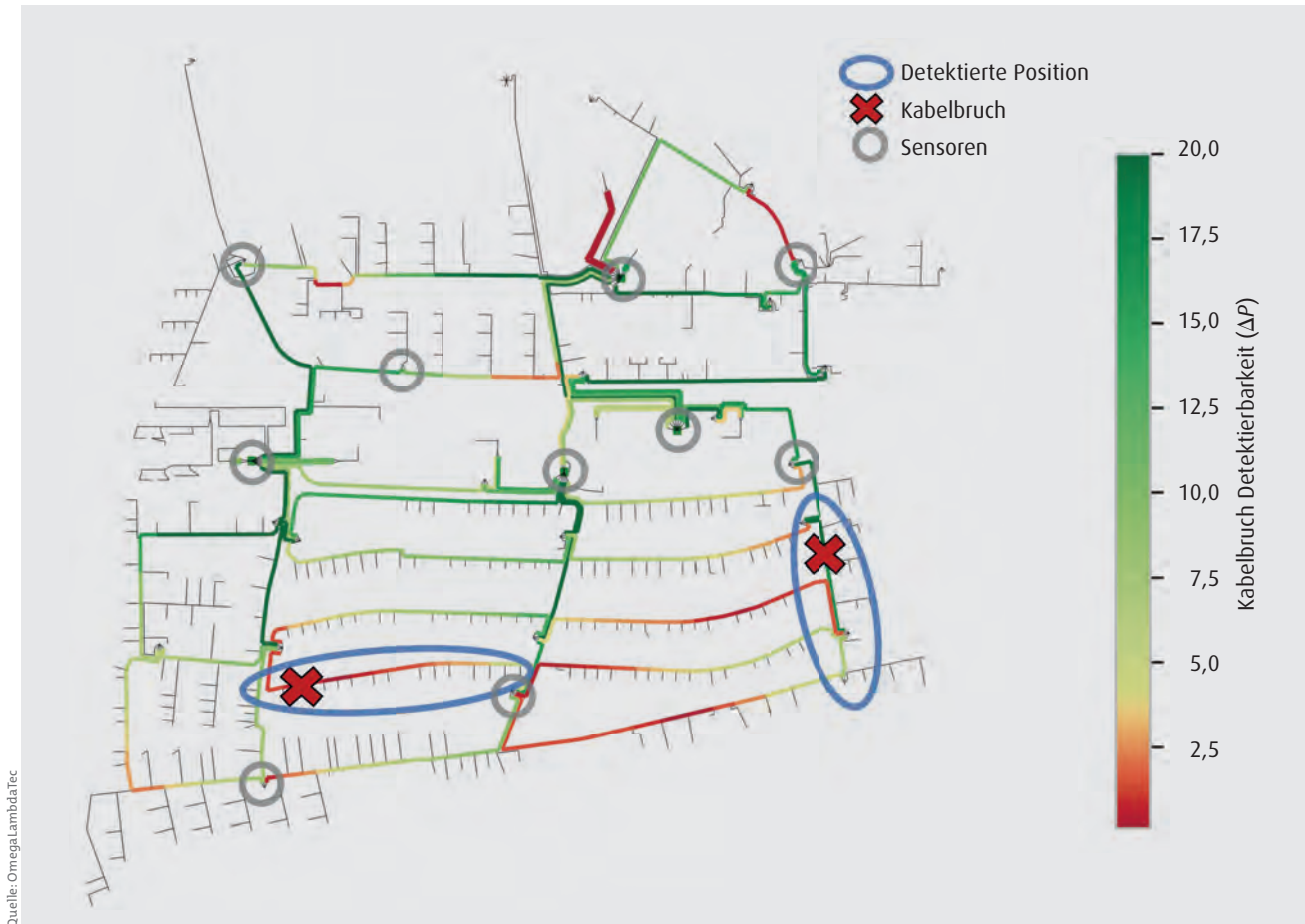 Detektierte Position
Kabelbruch
Sensoren
20,0
17,5
15,0
12,5
10,0
7,5
5,0
2,5
Kabelbruch Detektierbarkeit (ΔP)
Quelle: OmegaLambdaTec